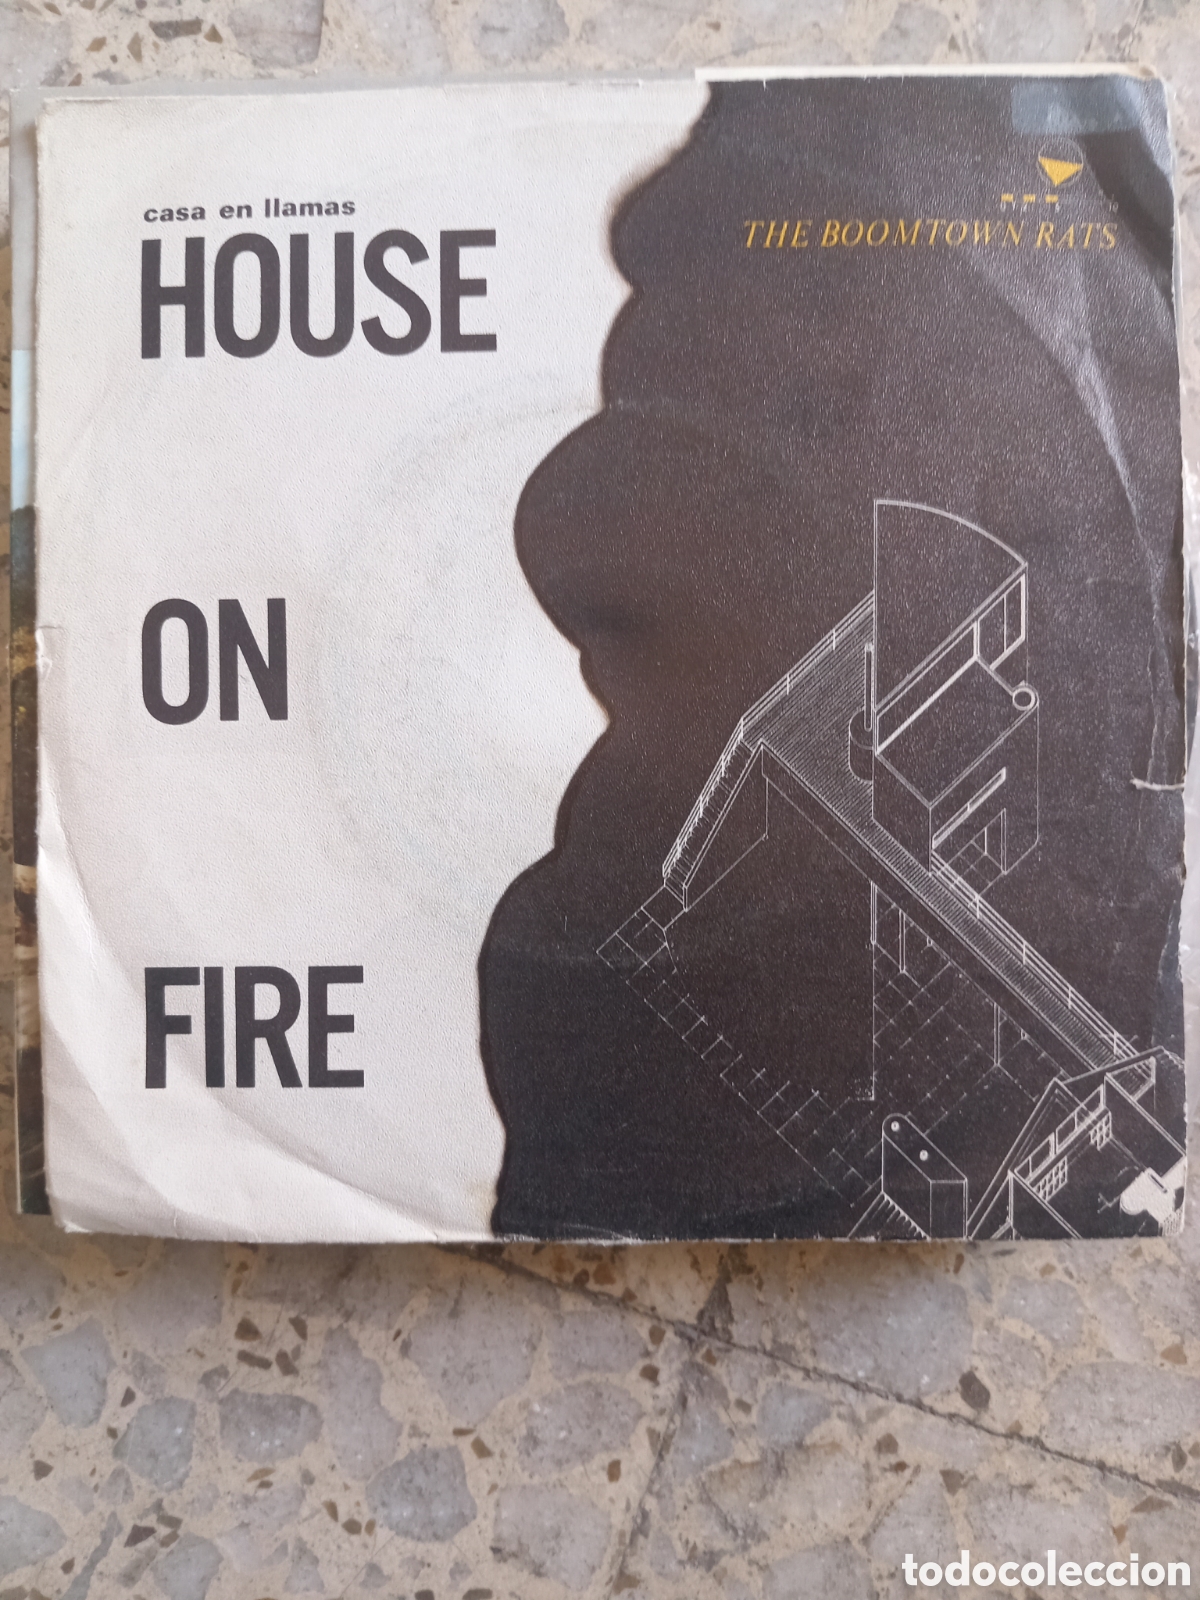 casa en llamas
HOUSE
THE BOOMTOWN RATS
ON
FIRE
todocoleccion